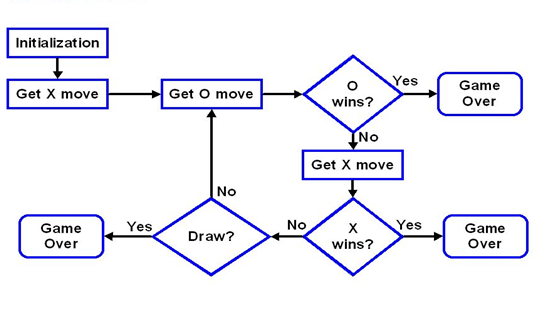 Initialization
Get X move
Get O move
O
wins?
Yes
Game
Over
No
Get X move
X
wins?
Yes
Game
Over
No
Draw?
No
Yes
Game
Over